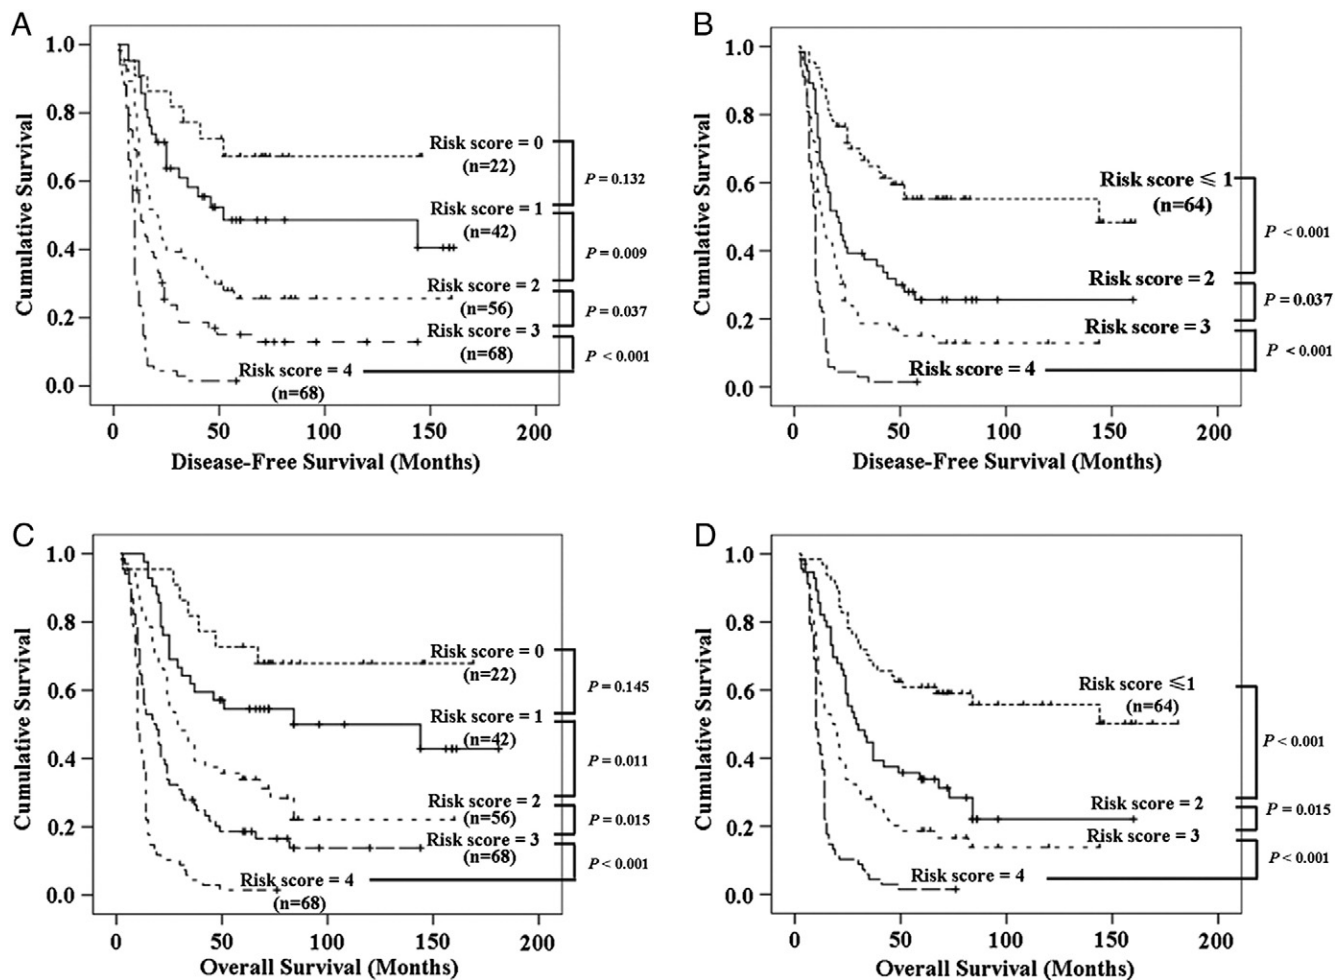 A
Cumulative Survival
1.0
0.8
0.6
0.4
0.2
0.0
Risk score = 0
(n=22)
Risk score = 1
(n=42)
Risk score = 2
(n=56)
Risk score = 3
(n=68)
Risk score = 4
(n=68)
P = 0.132
P = 0.009
P = 0.037
P < 0.001
0 50 100 150 200
Disease-Free Survival (Months)
B
Cumulative Survival
1.0
0.8
0.6
0.4
0.2
0.0
Risk score ⩽ 1
(n=64)
Risk score = 2
Risk score = 3
Risk score = 4
P < 0.001
P = 0.037
P < 0.001
0 50 100 150 200
Disease-Free Survival (Months)
C
Cumulative Survival
1.0
0.8
0.6
0.4
0.2
0.0
Risk score = 0
(n=22)
Risk score = 1
(n=42)
Risk score = 2
(n=56)
Risk score = 3
(n=68)
Risk score = 4
(n=68)
P = 0.145
P = 0.011
P = 0.015
P < 0.001
0 50 100 150 200
Overall Survival (Months)
D
Cumulative Survival
1.0
0.8
0.6
0.4
0.2
0.0
Risk score ⩽1
(n=64)
Risk score = 2
Risk score = 3
Risk score = 4
P < 0.001
P = 0.015
P < 0.001
0 50 100 150 200
Overall Survival (Months)